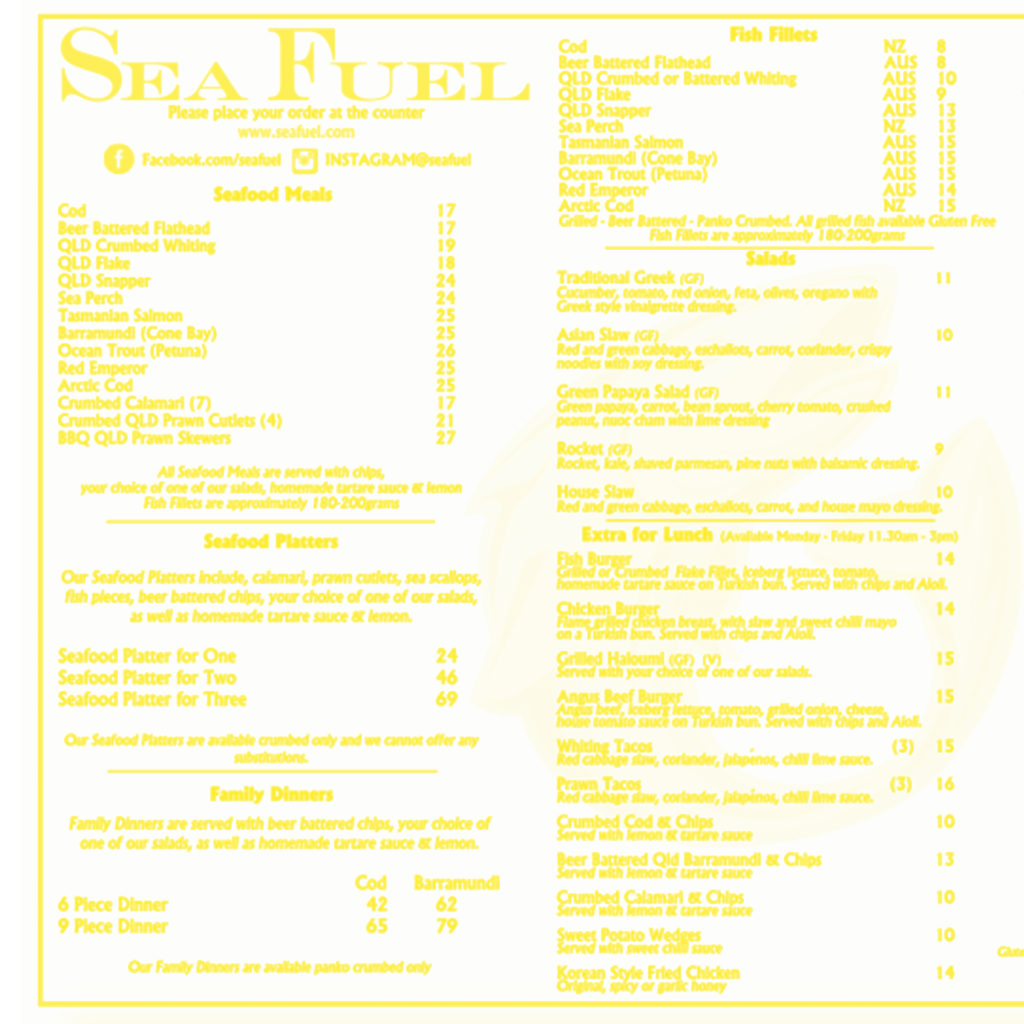 SEA FUEL
Please place your order at the counter
www.seafuel.com
Facebook.com/seafuel INSTAGRAM@seafuel
Seafood Meals
Cod 17
Beer Battered Flathead 17
QLD Crumbed Whiting 19
QLD Flake 18
QLD Snapper 24
Sea Perch 24
Tasmanian Salmon 25
Barramundi (Cone Bay) 25
Ocean Trout (Petuna) 26
Red Emperor 25
Arctic Cod 25
Crumbed Calamari (7) 17
Crumbed QLD Prawn Cutlets (4) 21
BBQ QLD Prawn Skewers 27
All Seafood Meals are served with chips,
your choice of one of our salads, homemade tartare sauce & lemon
Fish Fillets are approximately 180-200grams
Seafood Platters
Our Seafood Platters include, calamari, prawn cutlets, sea scallops,
fish pieces, beer battered chips, your choice of one of our salads,
as well as homemade tartare sauce & lemon.
Seafood Platter for One 24
Seafood Platter for Two 46
Seafood Platter for Three 69
Our Seafood Platters are available crumbed only and we cannot offer any
substitutions.
Family Dinners
Family Dinners are served with beer battered chips, your choice of
one of our salads, as well as homemade tartare sauce & lemon.
Cod Barramundi
6 Piece Dinner 42 62
9 Piece Dinner 65 79
Our Family Dinners are available panko crumbed only
Fish Fillets
Cod NZ 8
Beer Battered Flathead AUS 8
QLD Crumbed or Battered Whiting AUS 10
QLD Flake AUS 9
QLD Snapper AUS 13
Sea Perch NZ 13
Tasmanian Salmon AUS 15
Barramundi (Cone Bay) AUS 15
Ocean Trout (Petuna) AUS 15
Red Emperor AUS 14
Arctic Cod NZ 15
Grilled - Beer Battered - Panko Crumbed. All grilled fish available Gluten Free
Fish Fillets are approximately 180-200grams
Salads
Traditional Greek (GF) 11
Cucumber, tomato, red onion, feta, olives, oregano with
Greek style vinaigrette dressing.
Asian Slaw (GF) 10
Red and green cabbage, eschallots, carrot, coriander, crispy
noodles with soy dressing.
Green Papaya Salad (GF) 11
Green papaya, carrot, bean sprout, cherry tomato, crushed
peanut, nuoc cham with lime dressing
Rocket (GF) 9
Rocket, kale, shaved parmesan, pine nuts with balsamic dressing.
House Slaw 10
Red and green cabbage, eschallots, carrot, and house mayo dressing.
Extra for Lunch (Available Monday - Friday 11.30am - 3pm)
Fish Burger 14
Grilled or Crumbed Flake Fillet, iceberg lettuce, tomato,
homemade tartare sauce on Turkish bun. Served with chips and Aioli.
Chicken Burger 14
Flame grilled chicken breast, with slaw and sweet chilli mayo
on a Turkish bun. Served with chips and Aioli.
Grilled Haloumi (GF) (V) 15
Served with your choice of one of our salads.
Angus Beef Burger 15
Angus beef, iceberg lettuce, tomato, grilled onion, cheese,
house tomato sauce on Turkish bun. Served with chips and Aioli.
Whiting Tacos (3) 15
Red cabbage slaw, coriander, jalapenos, chilli lime sauce.
Prawn Tacos (3) 16
Red cabbage slaw, coriander, jalapénos, chilli lime sauce.
Crumbed Cod & Chips 10
Served with lemon & tartare sauce
Beer Battered Qld Barramundi & Chips 13
Served with lemon & tartare sauce
Crumbed Calamari & Chips 10
Served with lemon & tartare sauce
Sweet Potato Wedges 10
Served with sweet chilli sauce
Korean Style Fried Chicken 14
Original, spicy or garlic honey